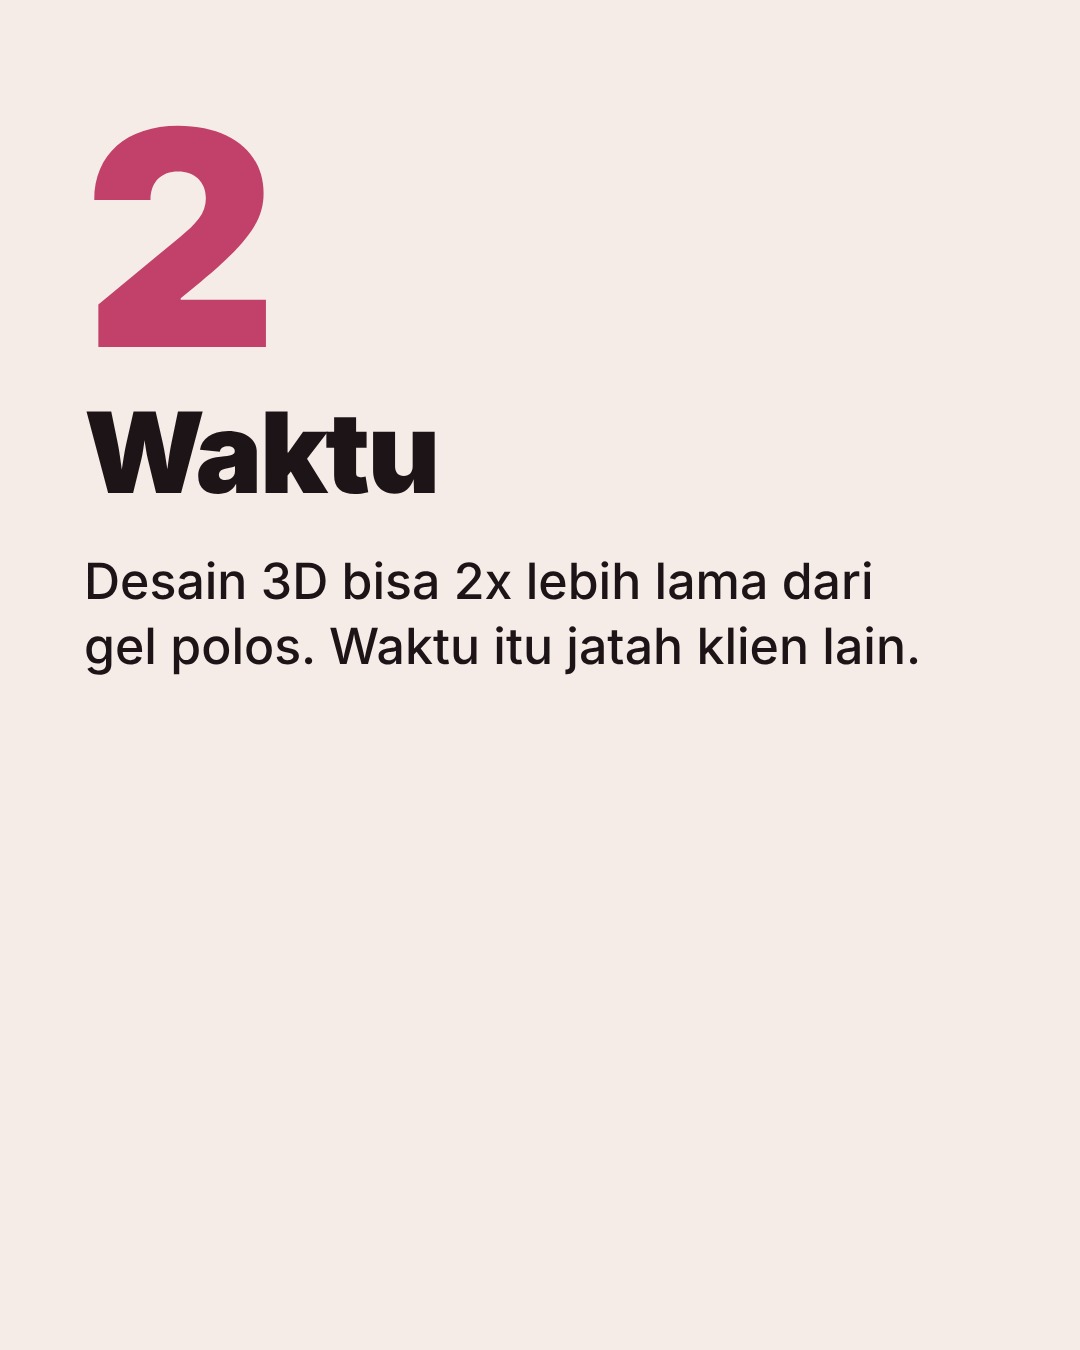 2
Waktu
Desain 3D bisa 2x lebih lama dari
gel polos. Waktu itu jatah klien lain.